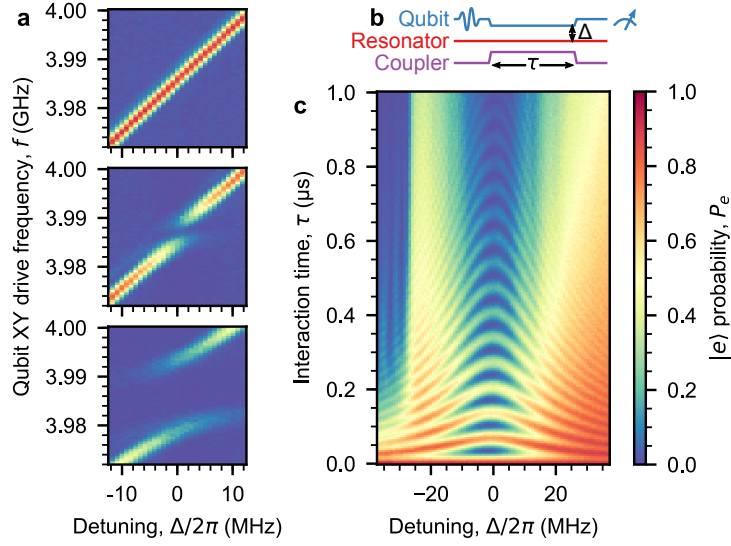 a
4.00
3.99
3.98
4.00
3.99
3.98
4.00
3.99
3.98
-10 0 10
Qubit XY drive frequency, f (GHz)
Detuning, Δ/2π (MHz)
b
Qubit
Resonator
Coupler
Δ
τ
c
1.0
0.8
0.6
0.4
0.2
0.0
−20 0 20
Interaction time, τ (μs)
Detuning, Δ/2π (MHz)
1.0
0.8
0.6
0.4
0.2
0.0
|e⟩ probability, Pe